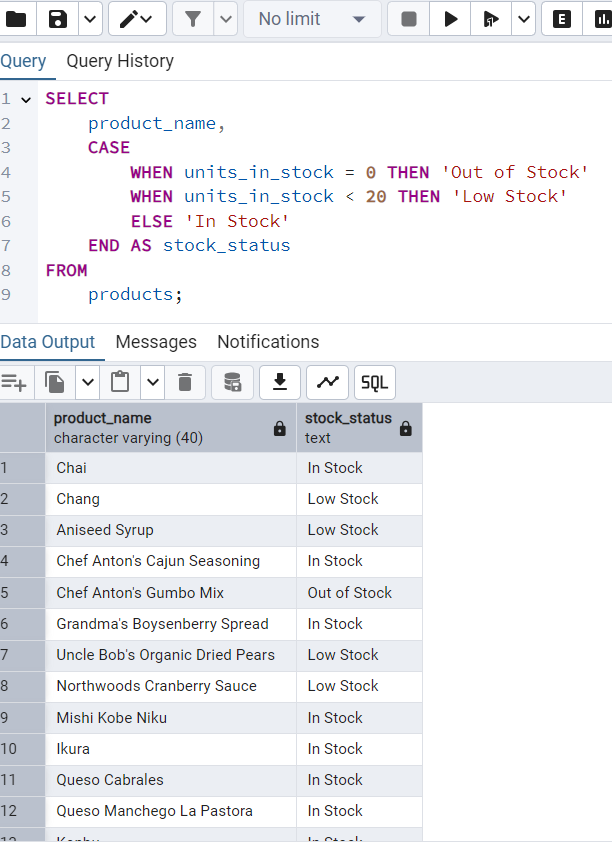 No limit
E
Query Query History
1 SELECT
2 product_name,
3 CASE
4 WHEN units_in_stock = 0 THEN 'Out of Stock'
5 WHEN units_in_stock < 20 THEN 'Low Stock'
6 ELSE 'In Stock'
7 END AS stock_status
8 FROM
9 products;
Data Output Messages Notifications
SQL
product_name stock_status
character varying (40) text
1 Chai In Stock
2 Chang Low Stock
3 Aniseed Syrup Low Stock
4 Chef Anton's Cajun Seasoning In Stock
5 Chef Anton's Gumbo Mix Out of Stock
6 Grandma's Boysenberry Spread In Stock
7 Uncle Bob's Organic Dried Pears Low Stock
8 Northwoods Cranberry Sauce Low Stock
9 Mishi Kobe Niku In Stock
10 Ikura In Stock
11 Queso Cabrales In Stock
12 Queso Manchego La Pastora In Stock